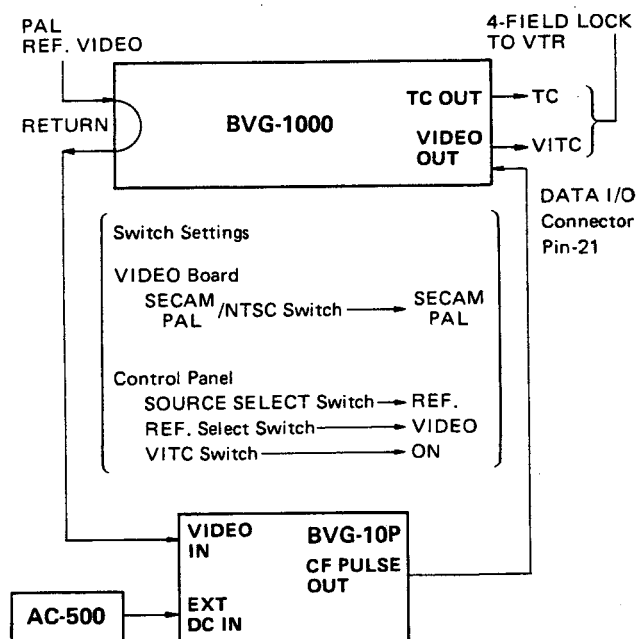 PAL
REF. VIDEO
4-FIELD LOCK
TO VTR
RETURN
BVG-1000
TC OUT
TC
VIDEO
OUT
VITC
DATA I/O
Connector
Pin-21
Switch Settings
VIDEO Board
SECAM
PAL
/NTSC Switch
SECAM
PAL
Control Panel
SOURCE SELECT Switch
REF.
REF. Select Switch
VIDEO
VITC Switch
ON
VIDEO
IN
BVG-10P
CF PULSE
OUT
AC-500
EXT
DC IN